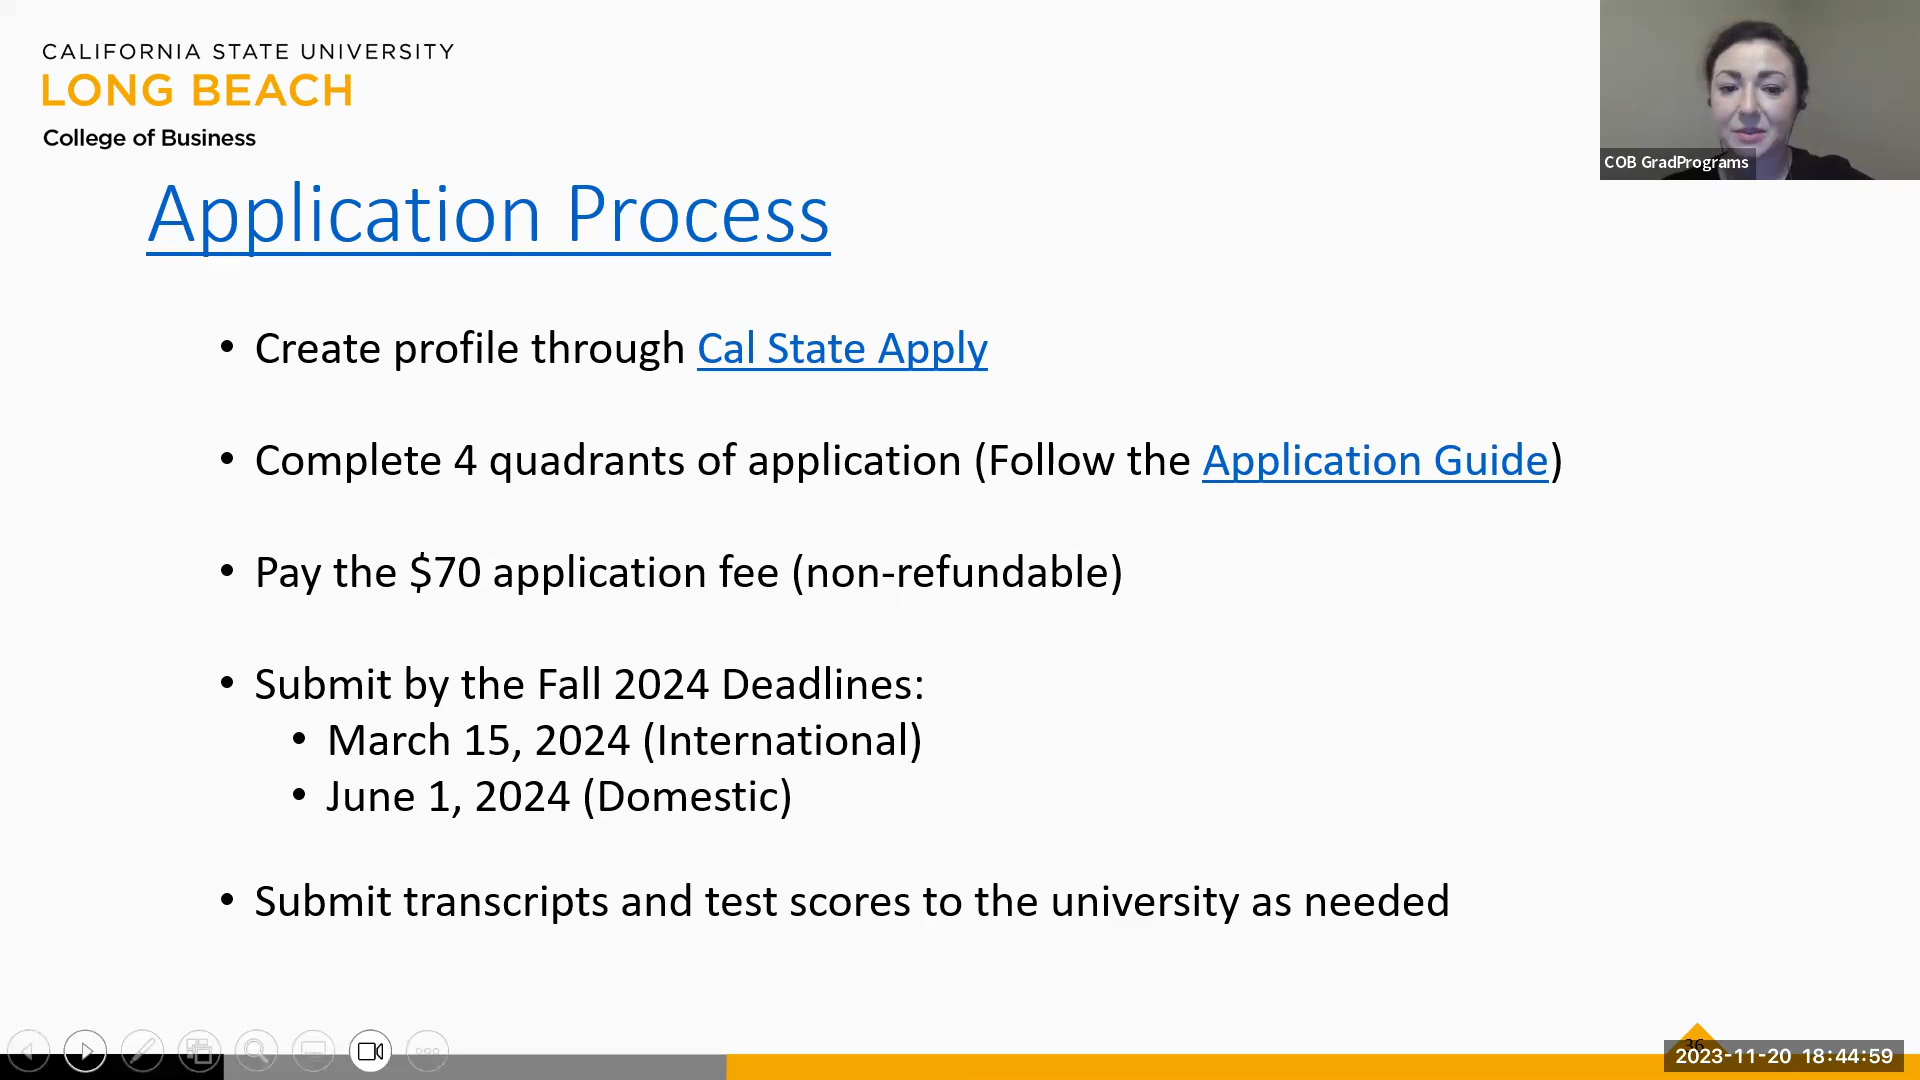 CALIFORNIA STATE UNIVERSITY
LONG BEACH
College of Business
COB GradPrograms
Application Process
• Create profile through Cal State Apply
• Complete 4 quadrants of application (Follow the Application Guide)
• Pay the $70 application fee (non-refundable)
• Submit by the Fall 2024 Deadlines:
• March 15, 2024 (International)
• June 1, 2024 (Domestic)
• Submit transcripts and test scores to the university as needed
36
2023-11-20 18:44:59